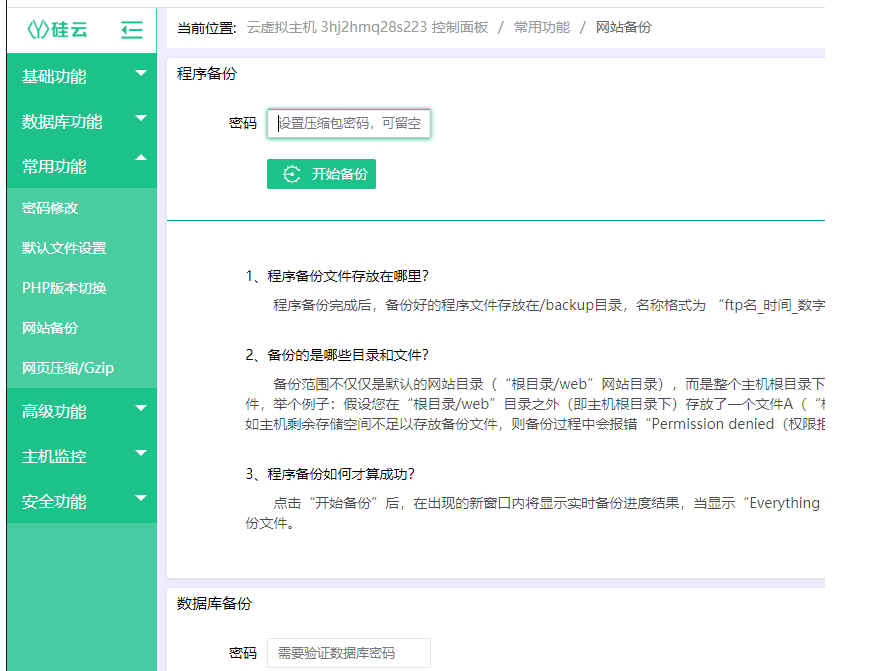 硅云
当前位置: 云虚拟主机 3hj2hmq28s223 控制面板 / 常用功能 / 网站备份
基础功能
数据库功能
常用功能
密码修改
默认文件设置
PHP版本切换
网站备份
网页压缩/Gzip
高级功能
主机监控
安全功能
程序备份
密码 设置压缩包密码，可留空
开始备份
1、程序备份文件存放在哪里?
程序备份完成后，备份好的程序文件存放在/backup目录，名称格式为 “ftp名_时间_数字
2、备份的是哪些目录和文件?
备份范围不仅仅是默认的网站目录（“根目录/web”网站目录），而是整个主机根目录下
件，举个例子：假设您在“根目录/web”目录之外（即主机根目录下）存放了一个文件A（“
如主机剩余存储空间不足以存放备份文件，则备份过程中会报错“Permission denied（权限拒
3、程序备份如何才算成功?
点击“开始备份”后，在出现的新窗口内将显示实时备份进度结果，当显示“Everything
份文件。
数据库备份
密码 需要验证数据库密码